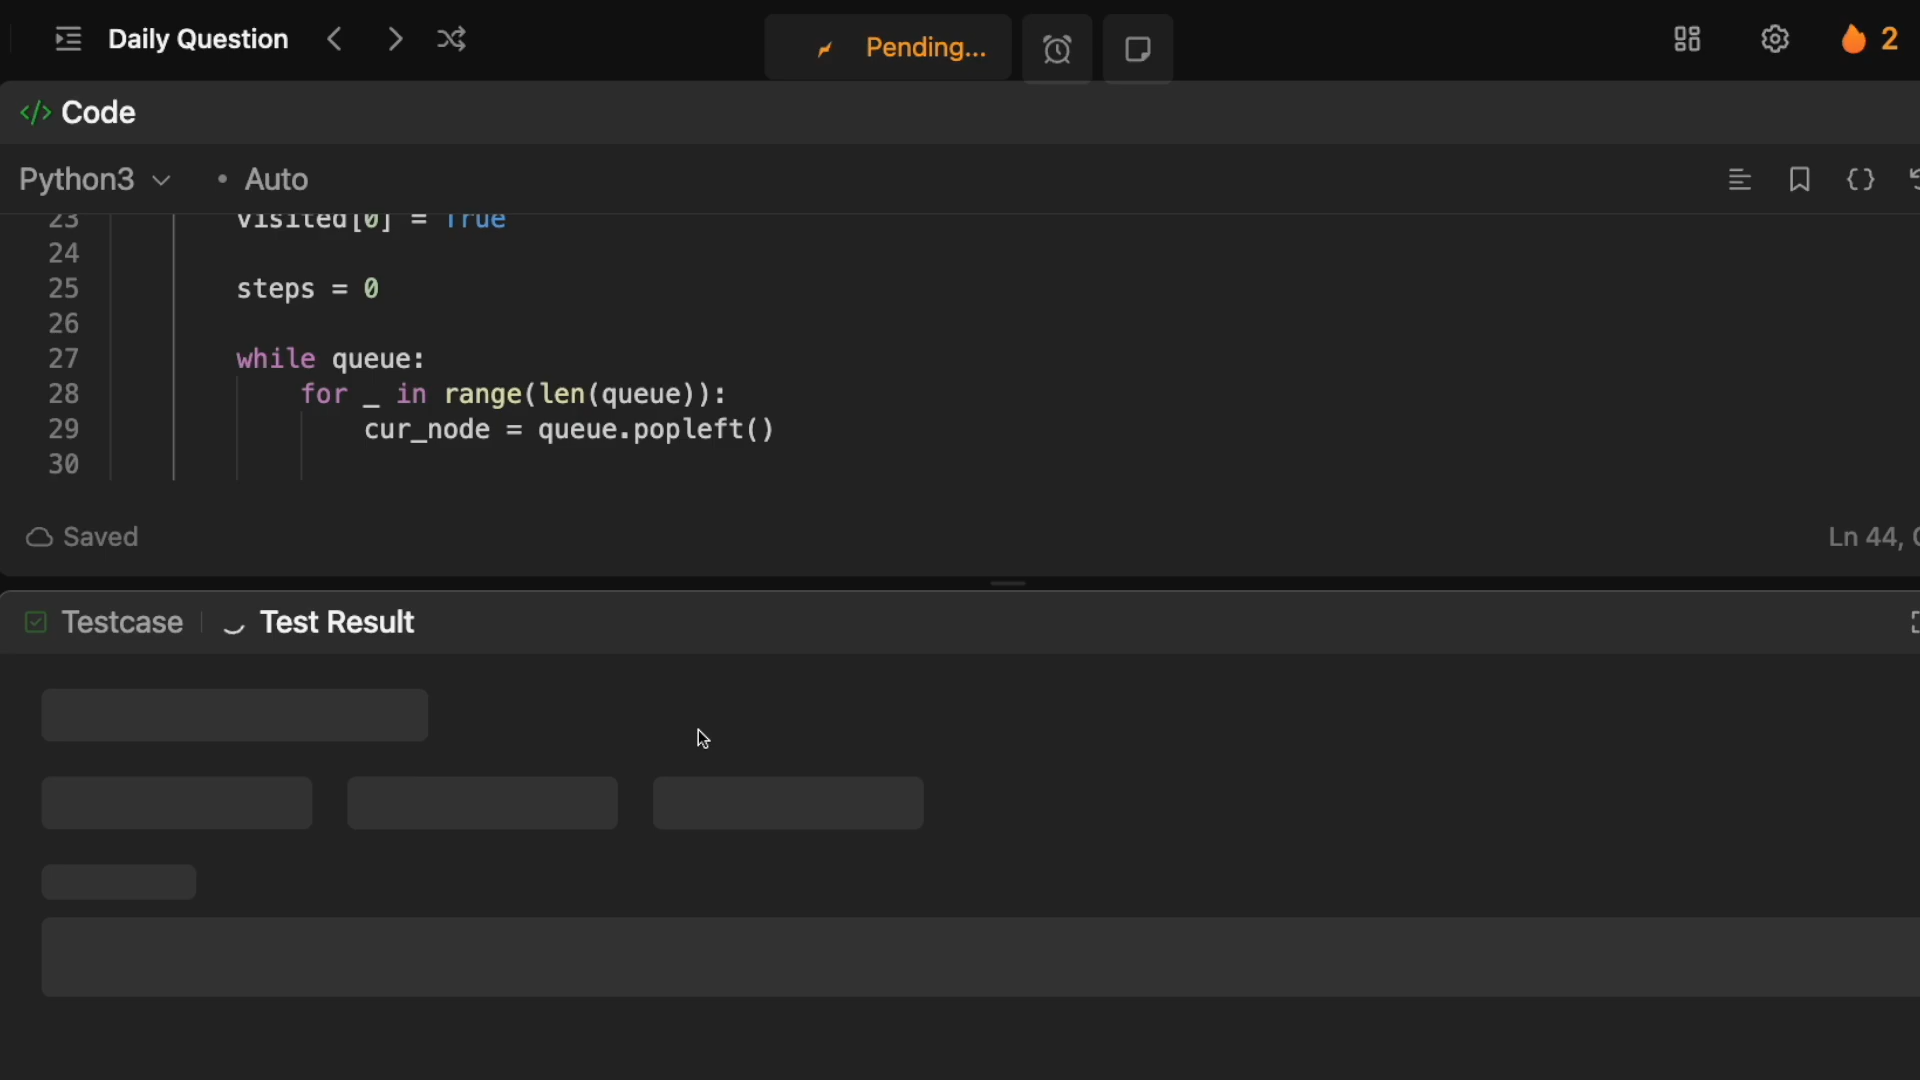 Daily Question
Pending...
2
</> Code
Python3
• Auto
23 visited[0] = True
24
25 steps = 0
26
27 while queue:
28 for _ in range(len(queue)):
29 cur_node = queue.popleft()
30
Saved
Ln 44,
Testcase
Test Result